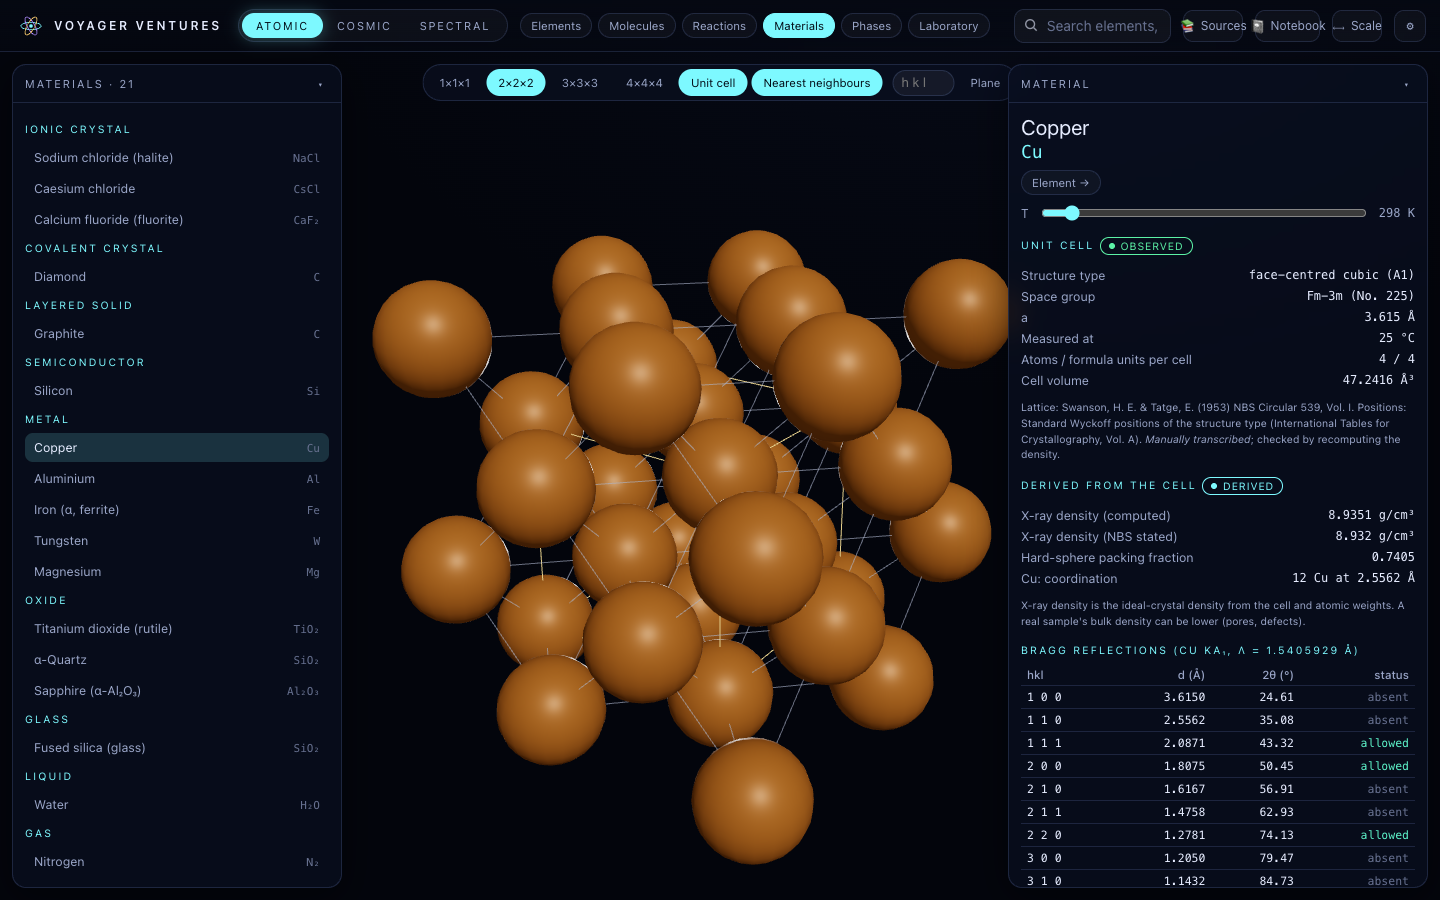 VOYAGER VENTURES
ATOMIC COSMIC SPECTRAL
Elements Molecules Reactions Materials Phases Laboratory
Search elements,
Sources Notebook Scale
MATERIALS · 21
IONIC CRYSTAL
Sodium chloride (halite) NaCl
Caesium chloride CsCl
Calcium fluoride (fluorite) CaF₂
COVALENT CRYSTAL
Diamond C
LAYERED SOLID
Graphite C
SEMICONDUCTOR
Silicon Si
METAL
Copper Cu
Aluminium Al
Iron (α, ferrite) Fe
Tungsten W
Magnesium Mg
OXIDE
Titanium dioxide (rutile) TiO₂
α-Quartz SiO₂
Sapphire (α-Al₂O₃) Al₂O₃
GLASS
Fused silica (glass) SiO₂
LIQUID
Water H₂O
GAS
Nitrogen N₂
1×1×1 2×2×2 3×3×3 4×4×4 Unit cell Nearest neighbours h k l Plane
MATERIAL
Copper
Cu
Element →
T 298 K
UNIT CELL OBSERVED
Structure type face-centred cubic (A1)
Space group Fm-3m (No. 225)
a 3.615 Å
Measured at 25 °C
Atoms / formula units per cell 4 / 4
Cell volume 47.2416 Å³
Lattice: Swanson, H. E. & Tatge, E. (1953) NBS Circular 539, Vol. I. Positions:
Standard Wyckoff positions of the structure type (International Tables for
Crystallography, Vol. A). Manually transcribed; checked by recomputing the
density.
DERIVED FROM THE CELL DERIVED
X-ray density (computed) 8.9351 g/cm³
X-ray density (NBS stated) 8.932 g/cm³
Hard-sphere packing fraction 0.7405
Cu: coordination 12 Cu at 2.5562 Å
X-ray density is the ideal-crystal density from the cell and atomic weights. A
real sample's bulk density can be lower (pores, defects).
BRAGG REFLECTIONS (CU KΑ₁, Λ = 1.5405929 Å)
hkl d (Å) 2θ (°) status
1 0 0 3.6150 24.61 absent
1 1 0 2.5562 35.08 absent
1 1 1 2.0871 43.32 allowed
2 0 0 1.8075 50.45 allowed
2 1 0 1.6167 56.91 absent
2 1 1 1.4758 62.93 absent
2 2 0 1.2781 74.13 allowed
3 0 0 1.2050 79.47 absent
3 1 0 1.1432 84.73 absent